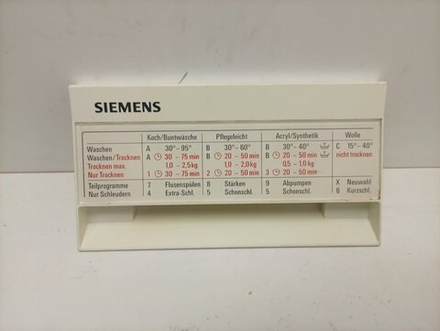 SIEMENS
Koch/Buntwäsche Pflegeleicht Acryl/Synthetik Wolle
Waschen A 30°– 95° B 30°– 60° B 30°– 40° C 15°– 40°
Waschen/Trocknen A 30 – 75 min B 20 – 50 min B 20 – 50 min nicht trocknen
Trocknen max. 1,0 – 2,5 kg 1,0 – 2,0 kg 0,5 – 1,0 kg
Nur Trocknen 1 30 – 75 min 2 20 – 50 min 3 20 – 50 min
Teilprogramme 7 Flusenspülen 8 Stärken 9 Abpumpen X Neuwahl
Nur Schleudern 4 Extra-Schl. 5 Schonschl. 5 Schonschl. 6 Kurzschl.